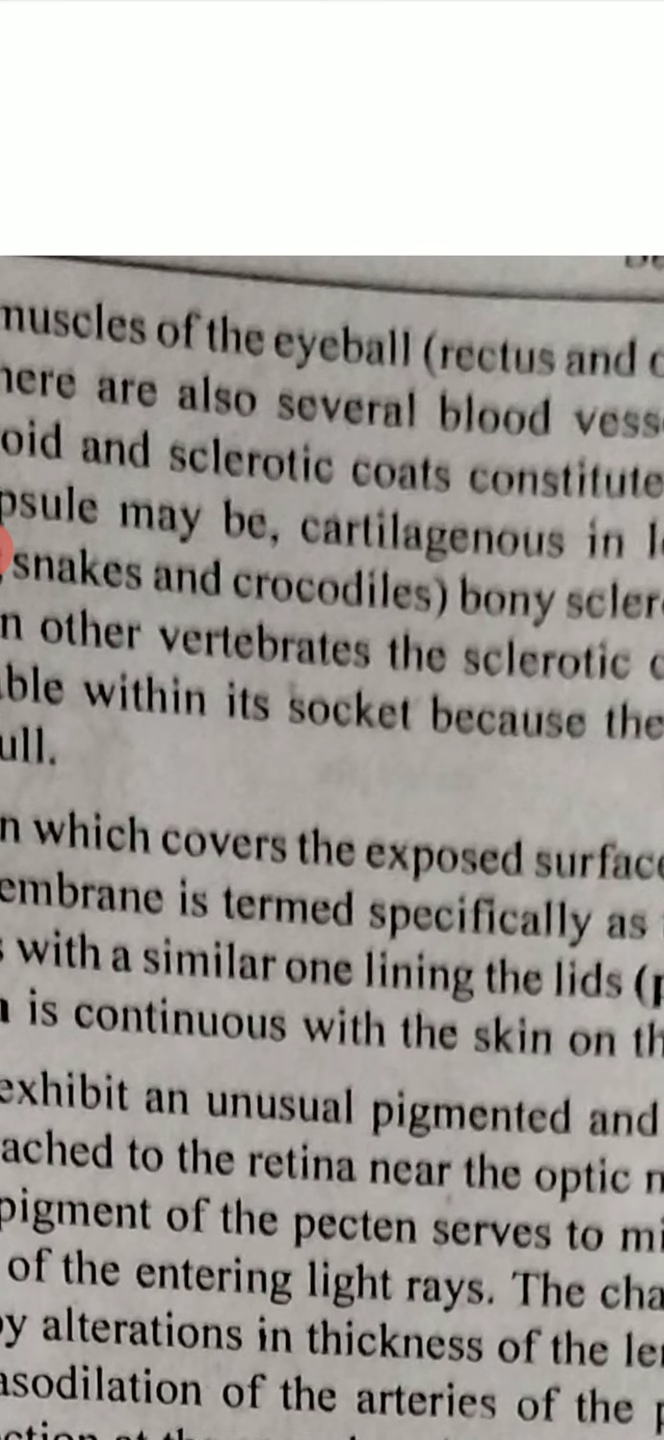 nuscles of the eyeball (rectus and
here are also several blood vess
oid and sclerotic coats constitute
psule may be, cartilagenous in
snakes and crocodiles) bony scler
n other vertebrates the sclerotic
ble within its socket because the
ull.
n which covers the exposed surface
embrane is termed specifically as
s with a similar one lining the lids (
is continuous with the skin on th
exhibit an unusual pigmented and
ached to the retina near the optic n
pigment of the pecten serves to mi
of the entering light rays. The cha
by alterations in thickness of the le
asodilation of the arteries of the p